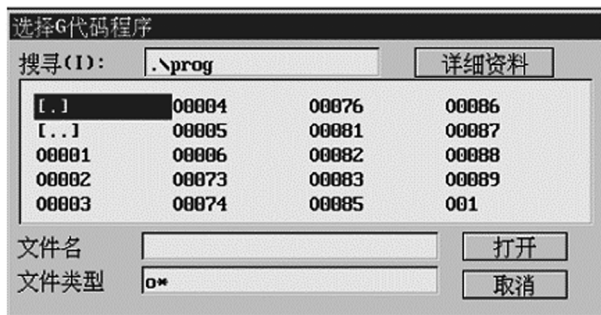 选择G代码程序
搜寻(I): .\prog 详细资料
[.] O0004 O0076 O0086
[..] O0005 O0081 O0087
O0001 O0006 O0082 O0088
O0002 O0073 O0083 O0089
O0003 O0074 O0085 O01
文件名 打开
文件类型 o* 取消